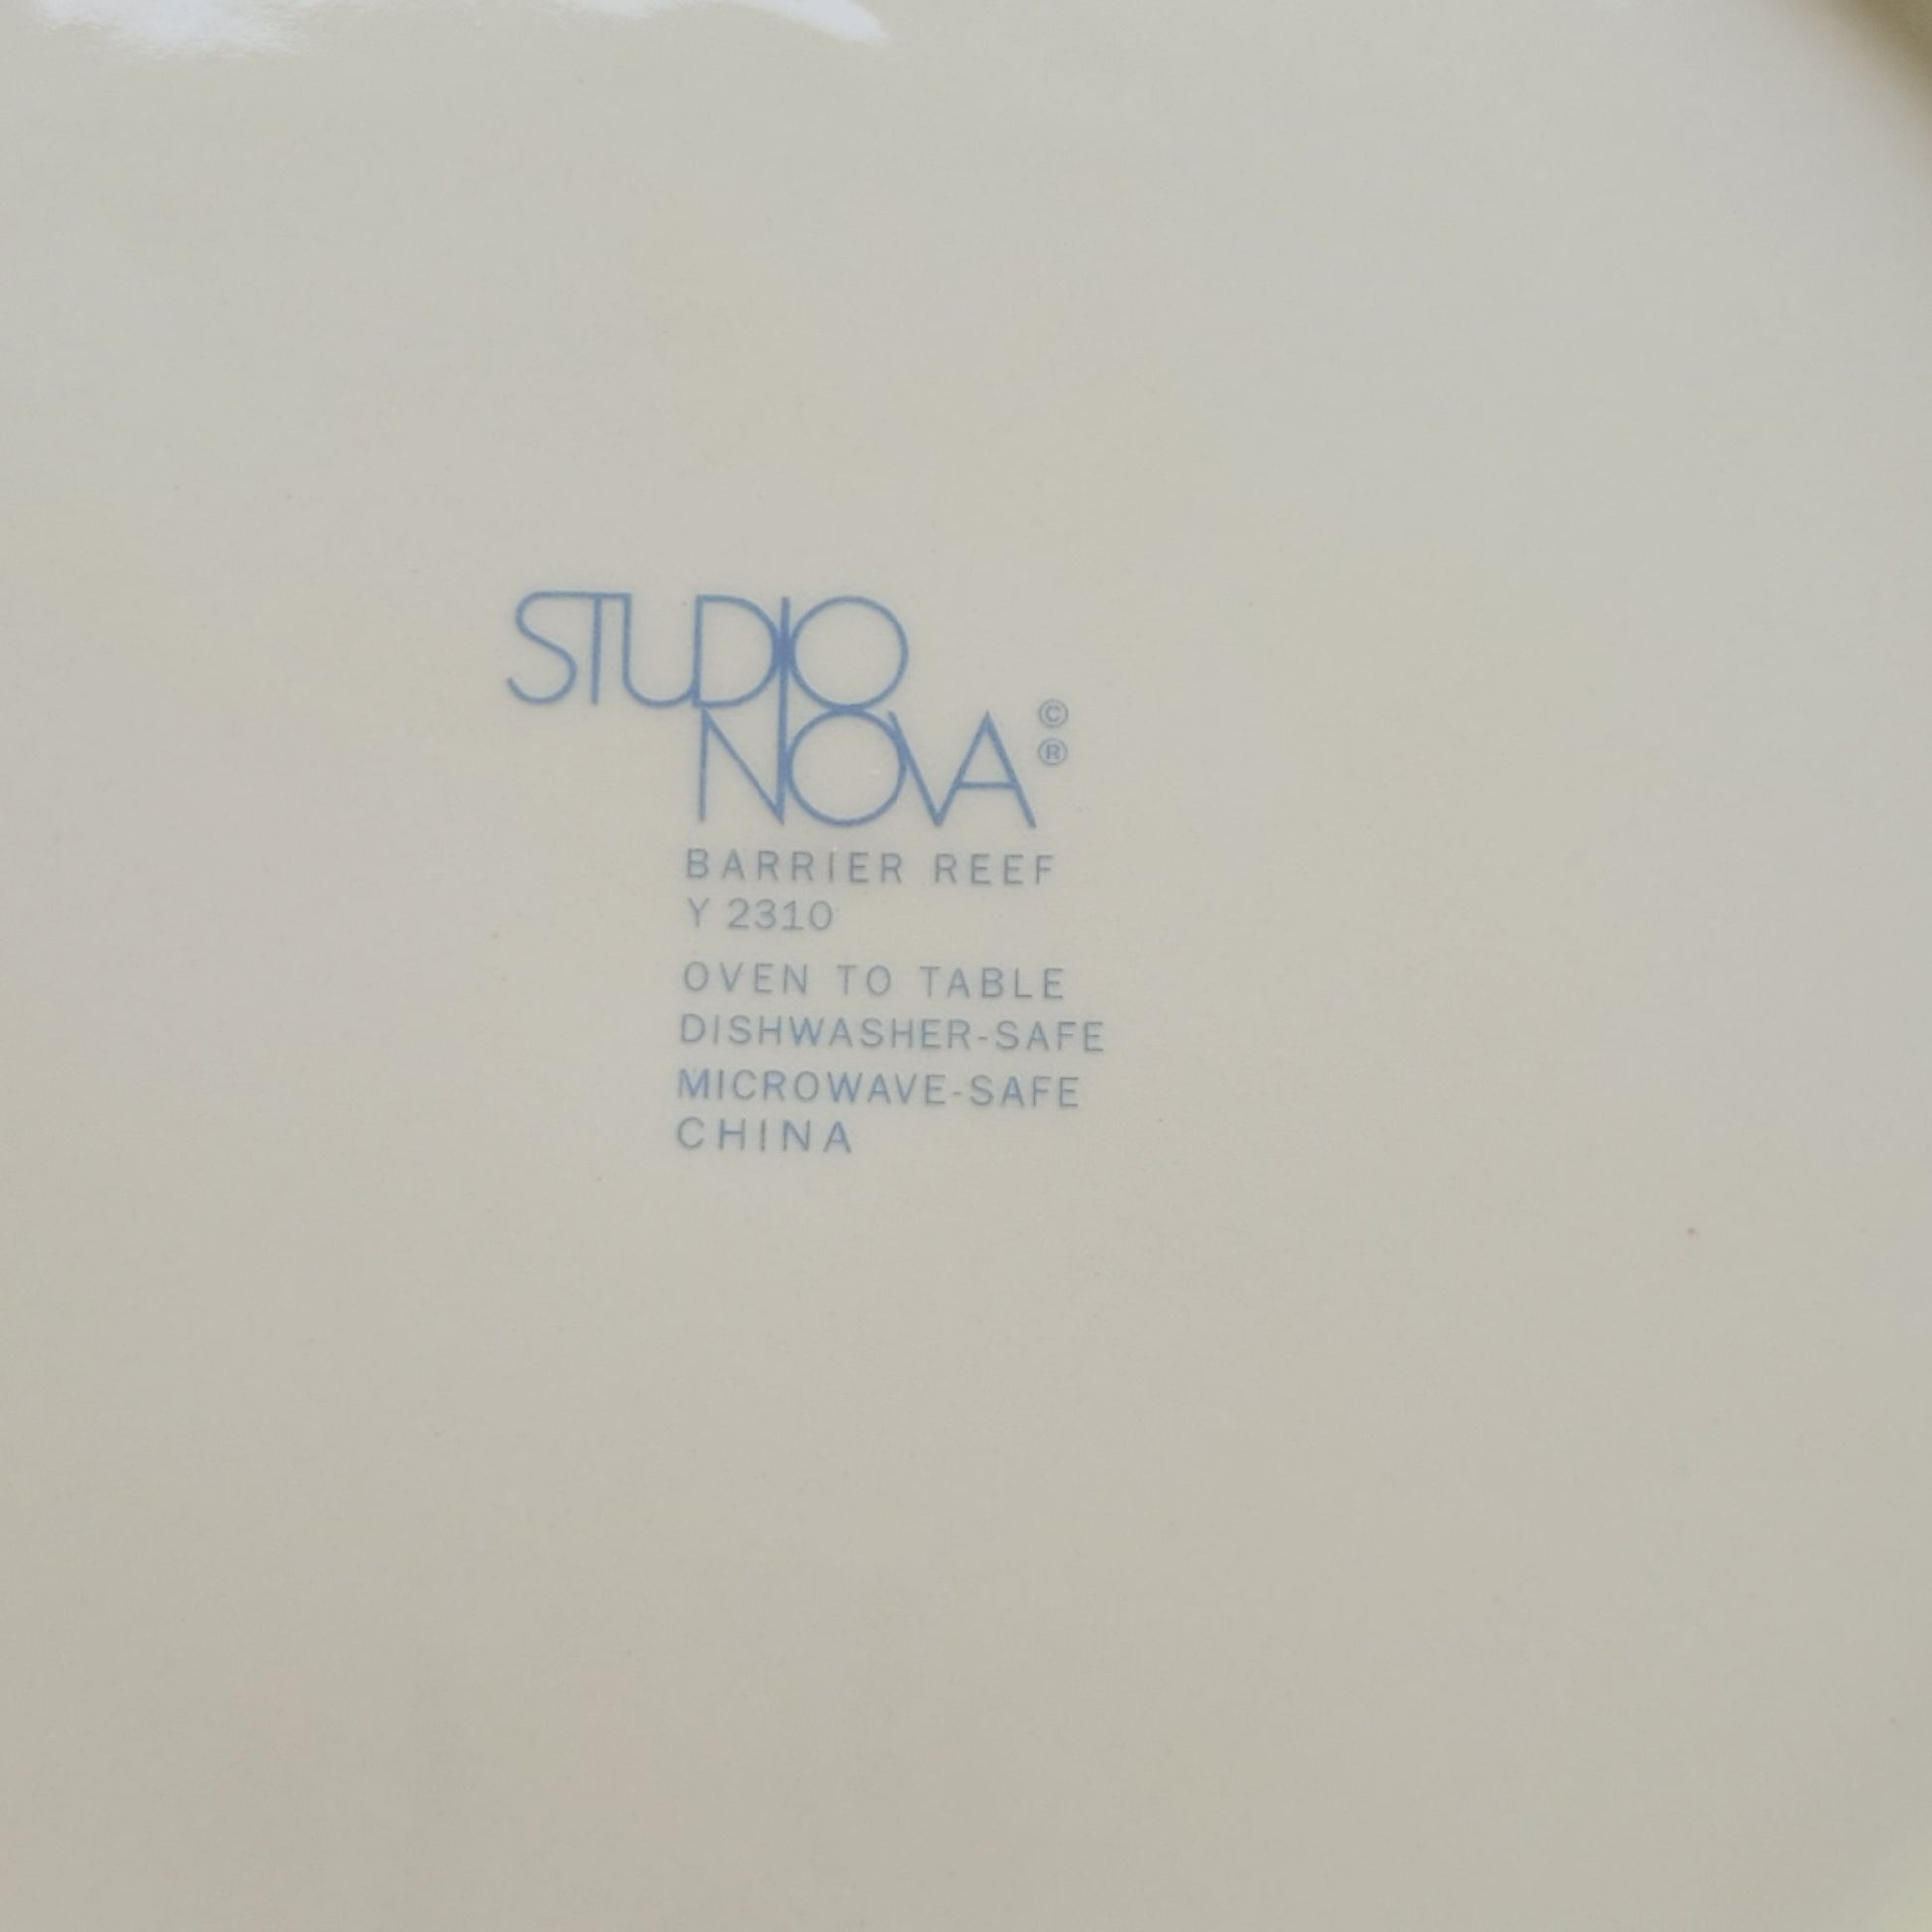 STUDIO
NOVA ©
®
BARRIER REEF
Y 2310
OVEN TO TABLE
DISHWASHER-SAFE
MICROWAVE-SAFE
CHINA